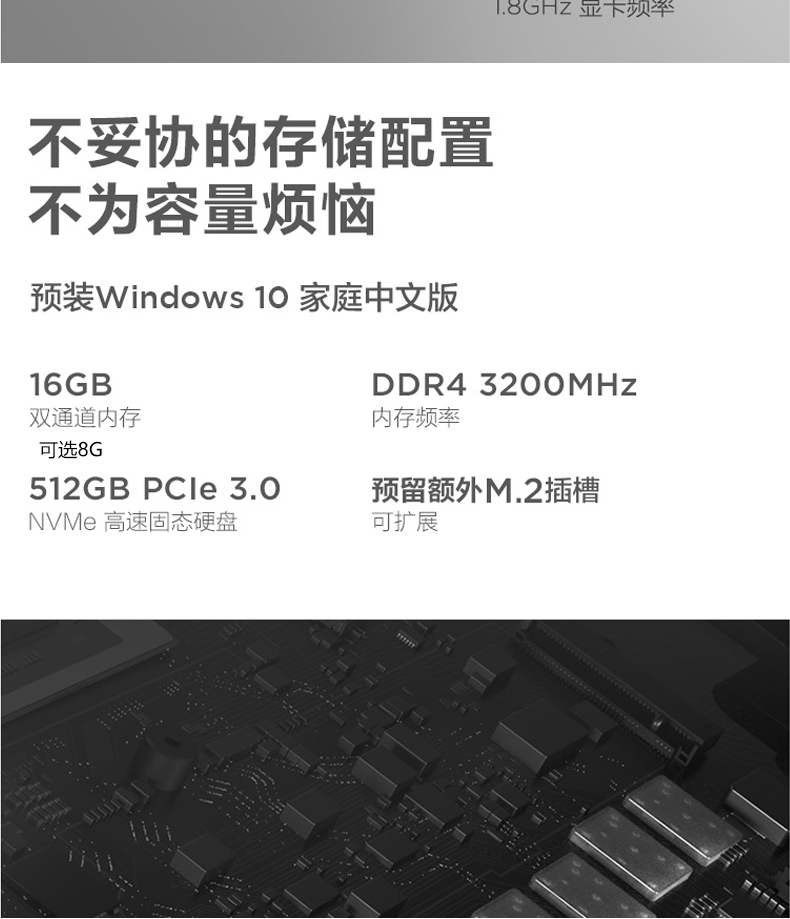 1.8GHz 显卡频率
不妥协的存储配置
不为容量烦恼
预装Windows 10 家庭中文版
16GB
双通道内存
可选8G
DDR4 3200MHz
内存频率
512GB PCIe 3.0
NVMe 高速固态硬盘
预留额外M.2插槽
可扩展